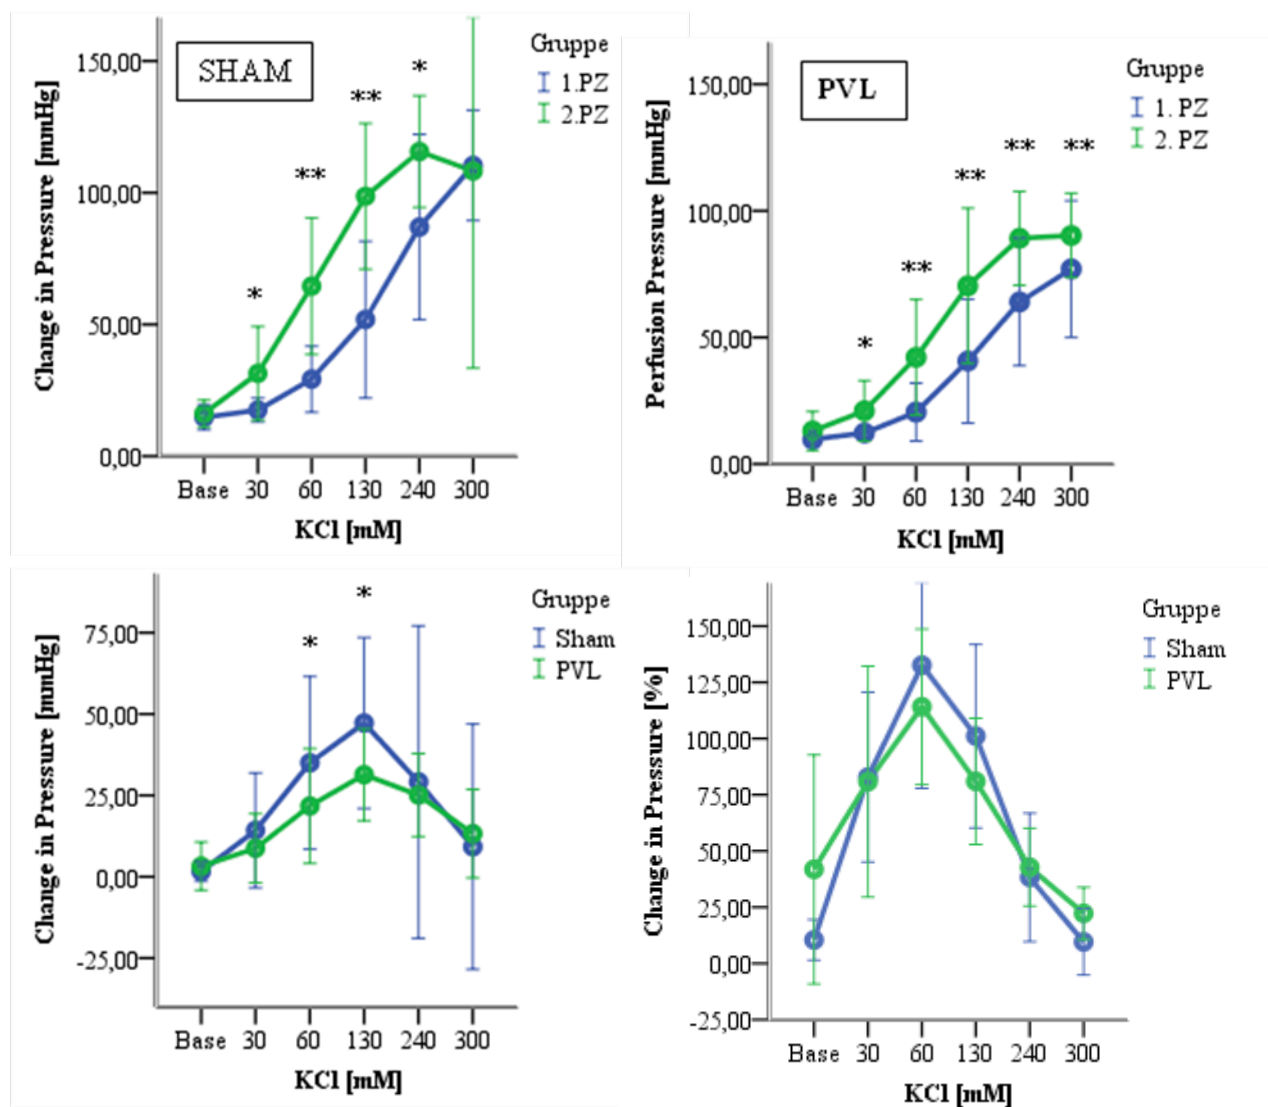 SHAM
Gruppe
1.PZ
2.PZ
*
**
**
*
150,00
100,00
50,00
0,00
Change in Pressure [mmHg]
Base 30 60 130 240 300
KCl [mM]
PVL
Gruppe
1. PZ
2. PZ
*
**
**
**
**
150,00
100,00
50,00
0,00
Perfusion Pressure [mmHg]
Base 30 60 130 240 300
KCl [mM]
Gruppe
Sham
PVL
*
*
75,00
50,00
25,00
0,00
-25,00
Change in Pressure [mmHg]
Base 30 60 130 240 300
KCl [mM]
Gruppe
Sham
PVL
150,00
125,00
100,00
75,00
50,00
25,00
0,00
-25,00
Change in Pressure [%]
Base 30 60 130 240 300
KCl [mM]